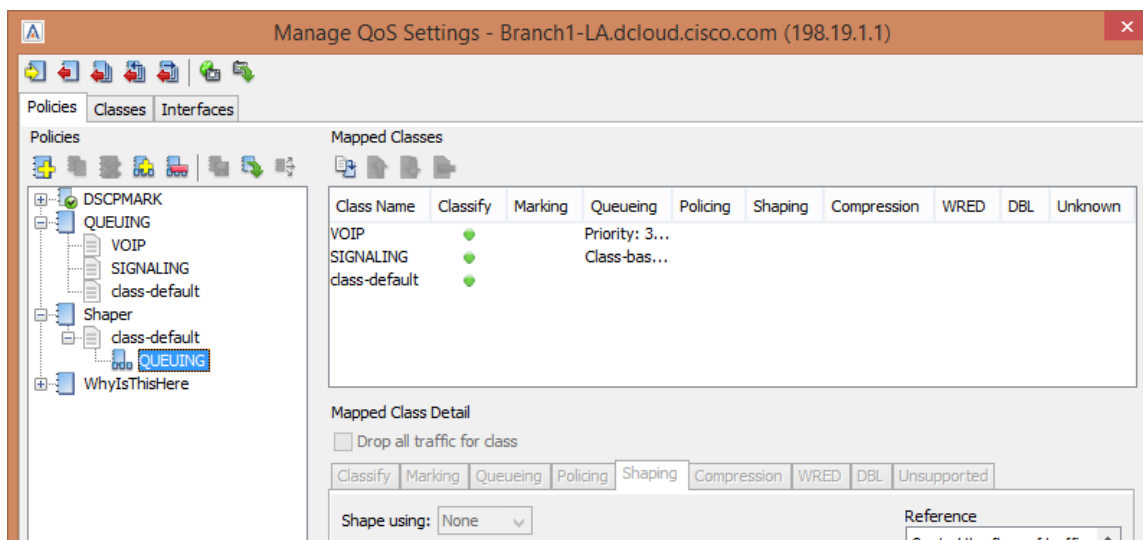 Manage QoS Settings - Branch1-LA.dcloud.cisco.com (198.19.1.1)
Policies Classes Interfaces
Policies
DSCPMARK
QUEUING
VOIP
SIGNALING
class-default
Shaper
class-default
QUEUING
WhyIsThisHere
Mapped Classes
Class Name Classify Marking Queueing Policing Shaping Compression WRED DBL Unknown
VOIP Priority: 3...
SIGNALING Class-bas...
class-default
Mapped Class Detail
Drop all traffic for class
Classify Marking Queueing Policing Shaping Compression WRED DBL Unsupported
Shape using: None
Reference